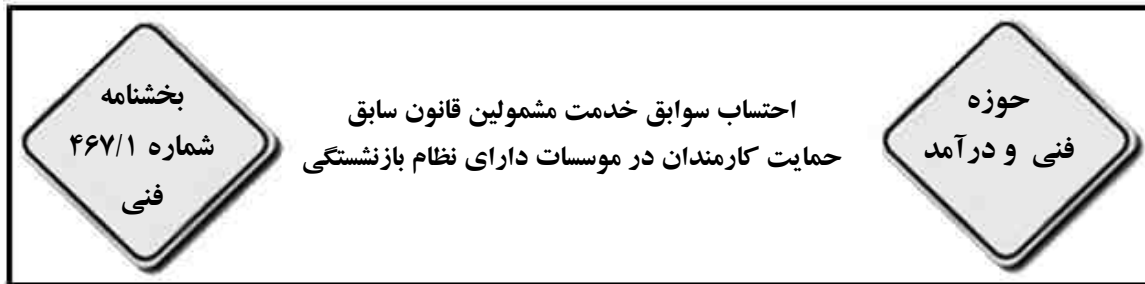 حوزه
فنی و درآمد
احتساب سوابق خدمت مشمولین قانون سابق
حمایت کارمندان در موسسات دارای نظام بازنشستگی
بخشنامه
شماره ۴۶۷/۱
فنی